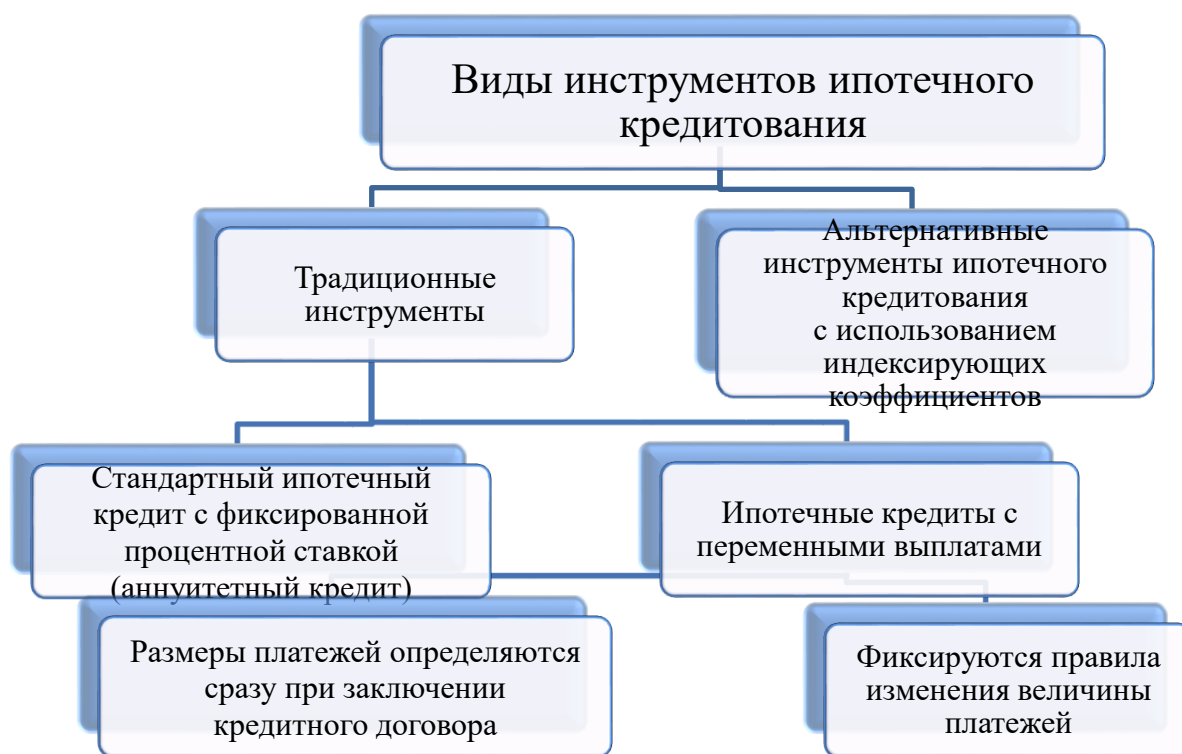 Виды инструментов ипотечного
кредитования
Традиционные
инструменты
Альтернативные
инструменты ипотечного
кредитования
с использованием
индексирующих
коэффициентов
Стандартный ипотечный
кредит с фиксированной
процентной ставкой
(аннуитетный кредит)
Ипотечные кредиты с
переменными выплатами
Размеры платежей определяются
сразу при заключении
кредитного договора
Фиксируются правила
изменения величины
платежей